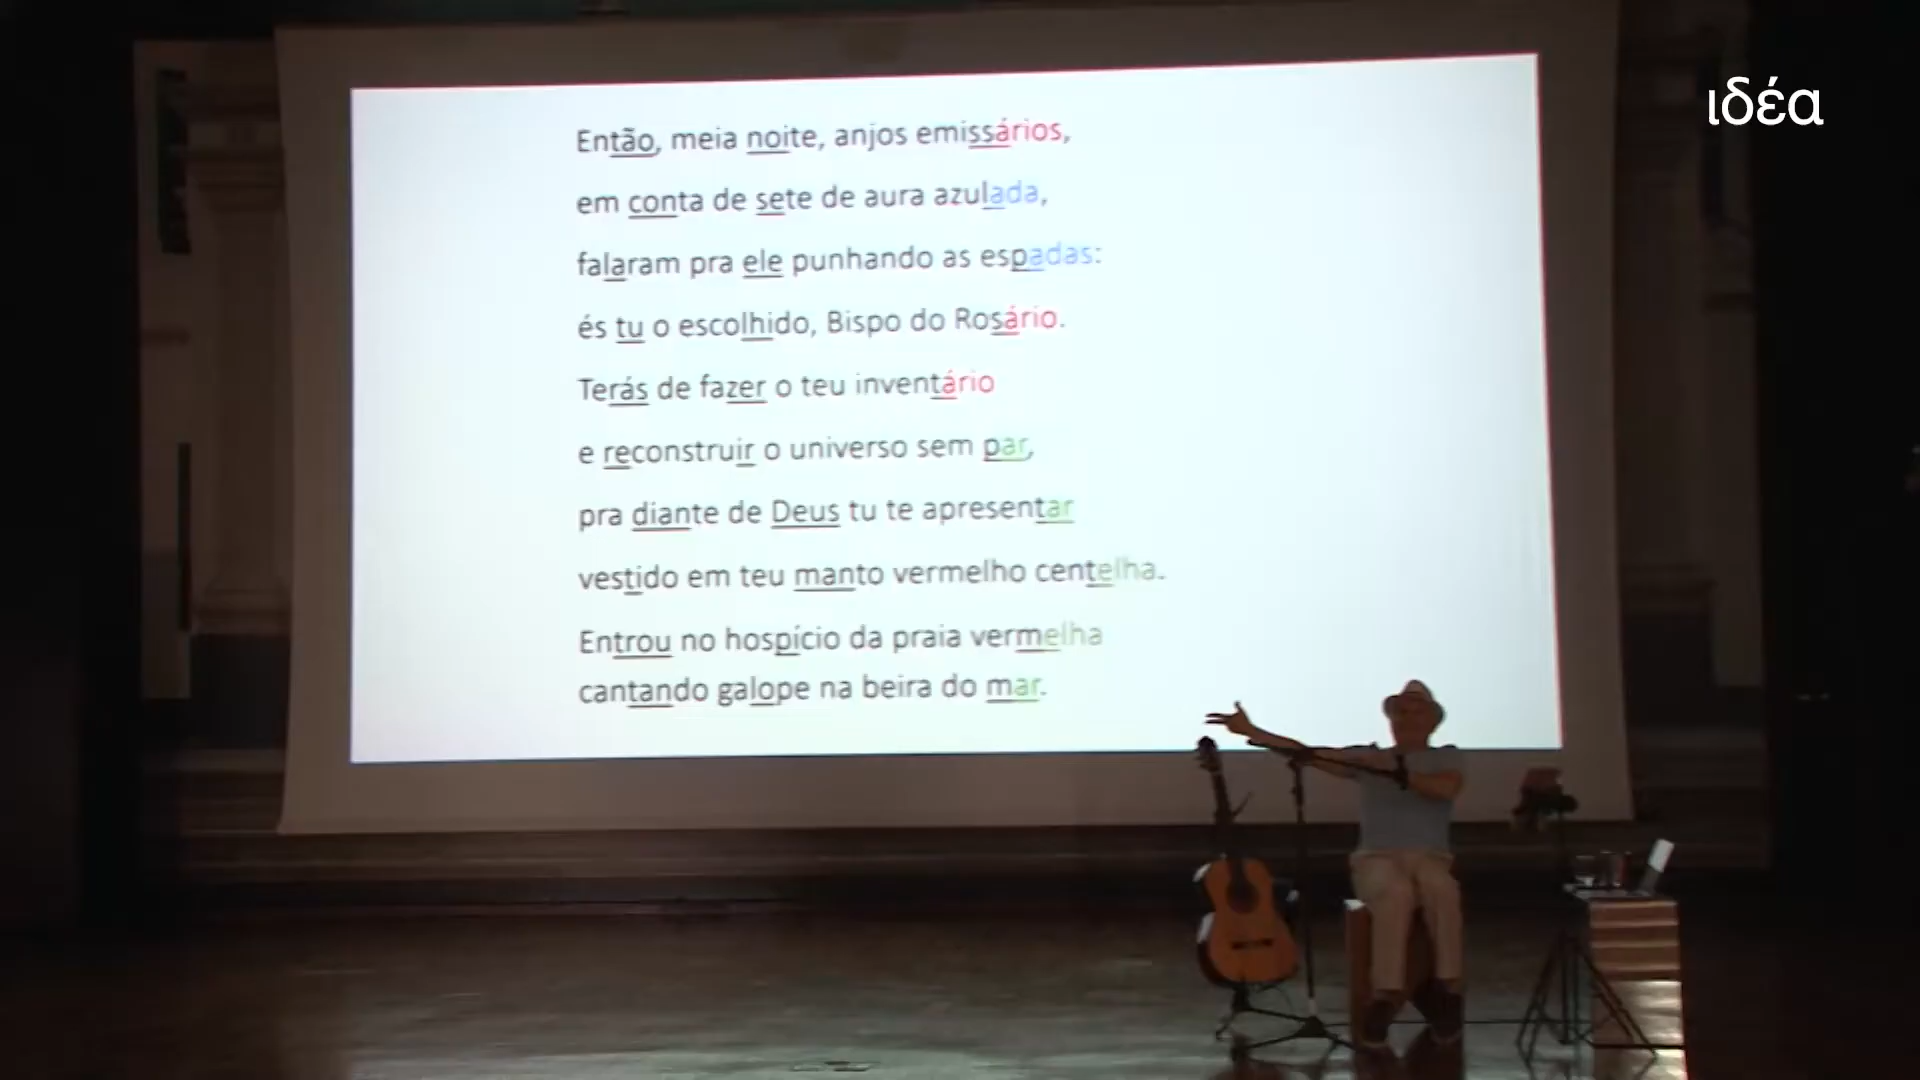 ιδέα
Então, meia noite, anjos emissários,
em conta de sete de aura azulada,
falaram pra ele punhando as espadas:
és tu o escolhido, Bispo do Rosário.
Terás de fazer o teu inventário
e reconstruir o universo sem par,
pra diante de Deus tu te apresentar
vestido em teu manto vermelho centelha.
Entrou no hospício da praia vermelha
cantando galope na beira do mar.